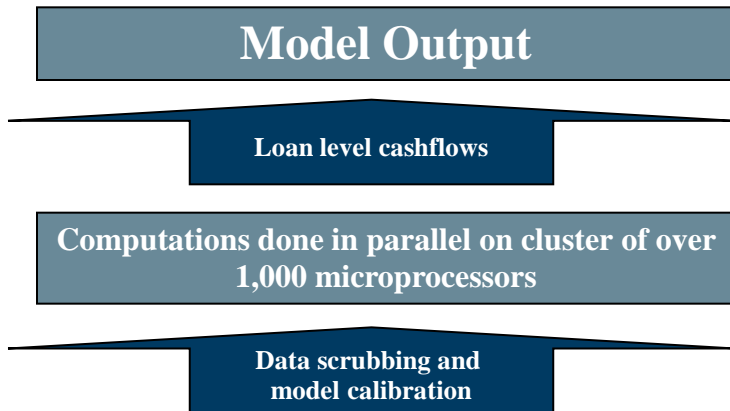 Model Output
Loan level cashflows
Computations done in parallel on cluster of over
1,000 microprocessors
Data scrubbing and
model calibration